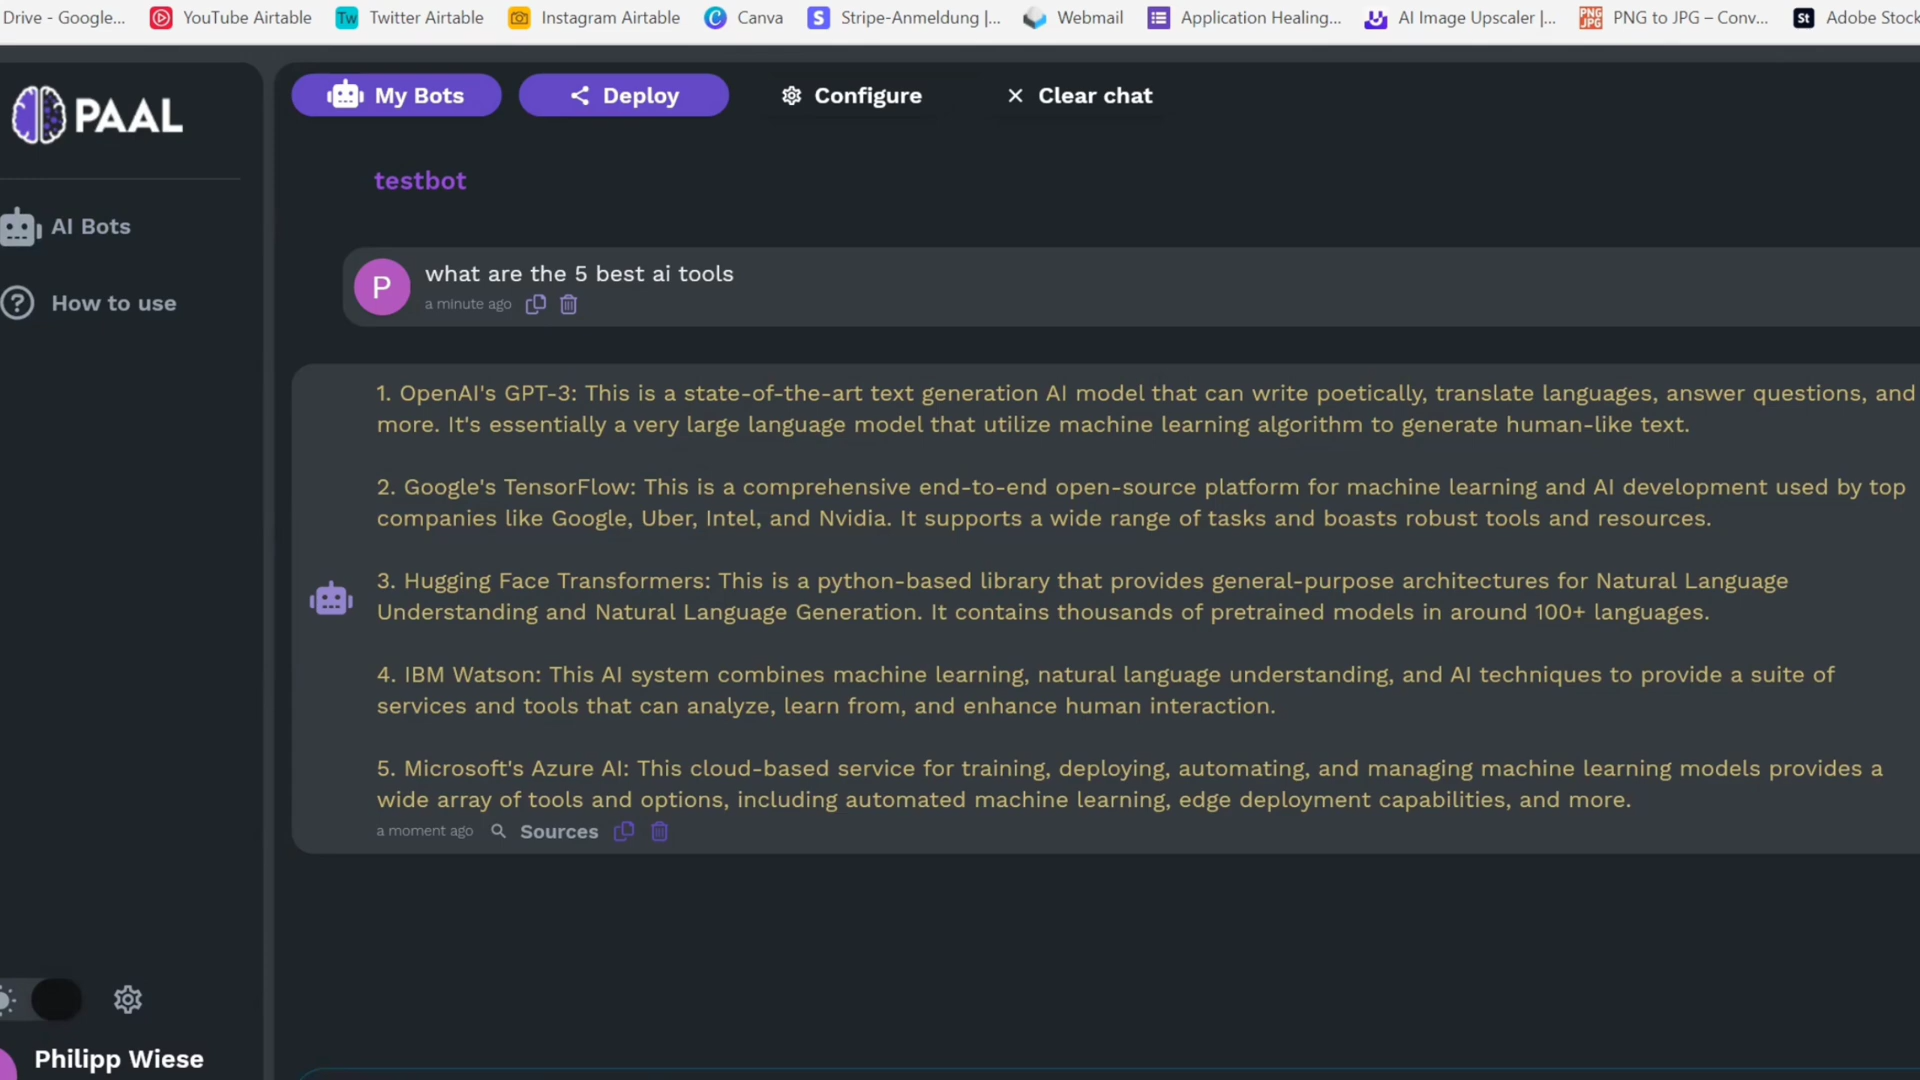 Drive - Google... YouTube Airtable Tw Twitter Airtable Instagram Airtable C Canva S Stripe-Anmeldung |... Webmail Application Healing... AI Image Upscaler |... PNG JPG PNG to JPG – Conv... St Adobe Stock
PAAL
My Bots Deploy Configure Clear chat
AI Bots
How to use
testbot
P what are the 5 best ai tools
a minute ago
1. OpenAI's GPT-3: This is a state-of-the-art text generation AI model that can write poetically, translate languages, answer questions, and
more. It's essentially a very large language model that utilize machine learning algorithm to generate human-like text.
2. Google's TensorFlow: This is a comprehensive end-to-end open-source platform for machine learning and AI development used by top
companies like Google, Uber, Intel, and Nvidia. It supports a wide range of tasks and boasts robust tools and resources.
3. Hugging Face Transformers: This is a python-based library that provides general-purpose architectures for Natural Language
Understanding and Natural Language Generation. It contains thousands of pretrained models in around 100+ languages.
4. IBM Watson: This AI system combines machine learning, natural language understanding, and AI techniques to provide a suite of
services and tools that can analyze, learn from, and enhance human interaction.
5. Microsoft's Azure AI: This cloud-based service for training, deploying, automating, and managing machine learning models provides a
wide array of tools and options, including automated machine learning, edge deployment capabilities, and more.
a moment ago Sources
Philipp Wiese